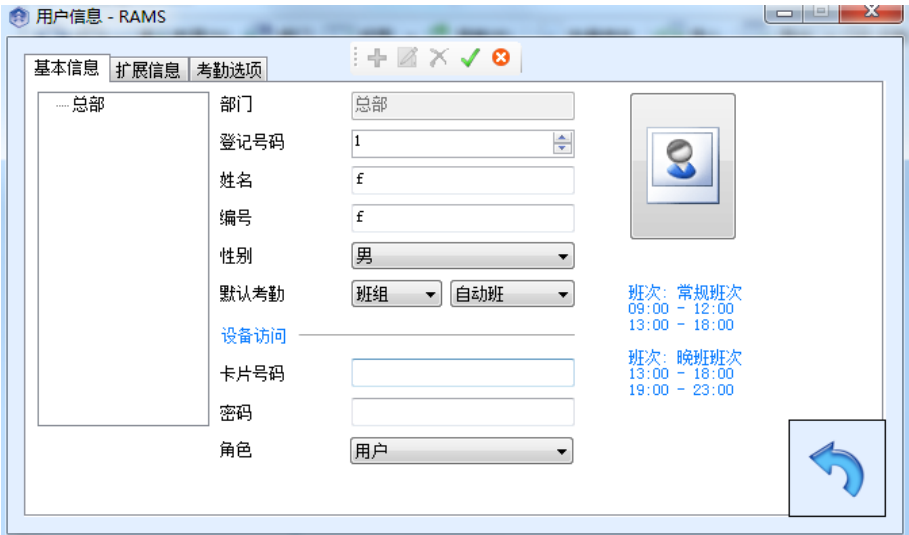 用户信息 - RAMS
基本信息 扩展信息 考勤选项
总部
部门 总部
登记号码 1
姓名 f
编号 f
性别 男
默认考勤 班组 自动班
设备访问
卡片号码
密码
角色 用户
班次: 常规班次
09:00 - 12:00
13:00 - 18:00
班次: 晚班班次
13:00 - 18:00
19:00 - 23:00